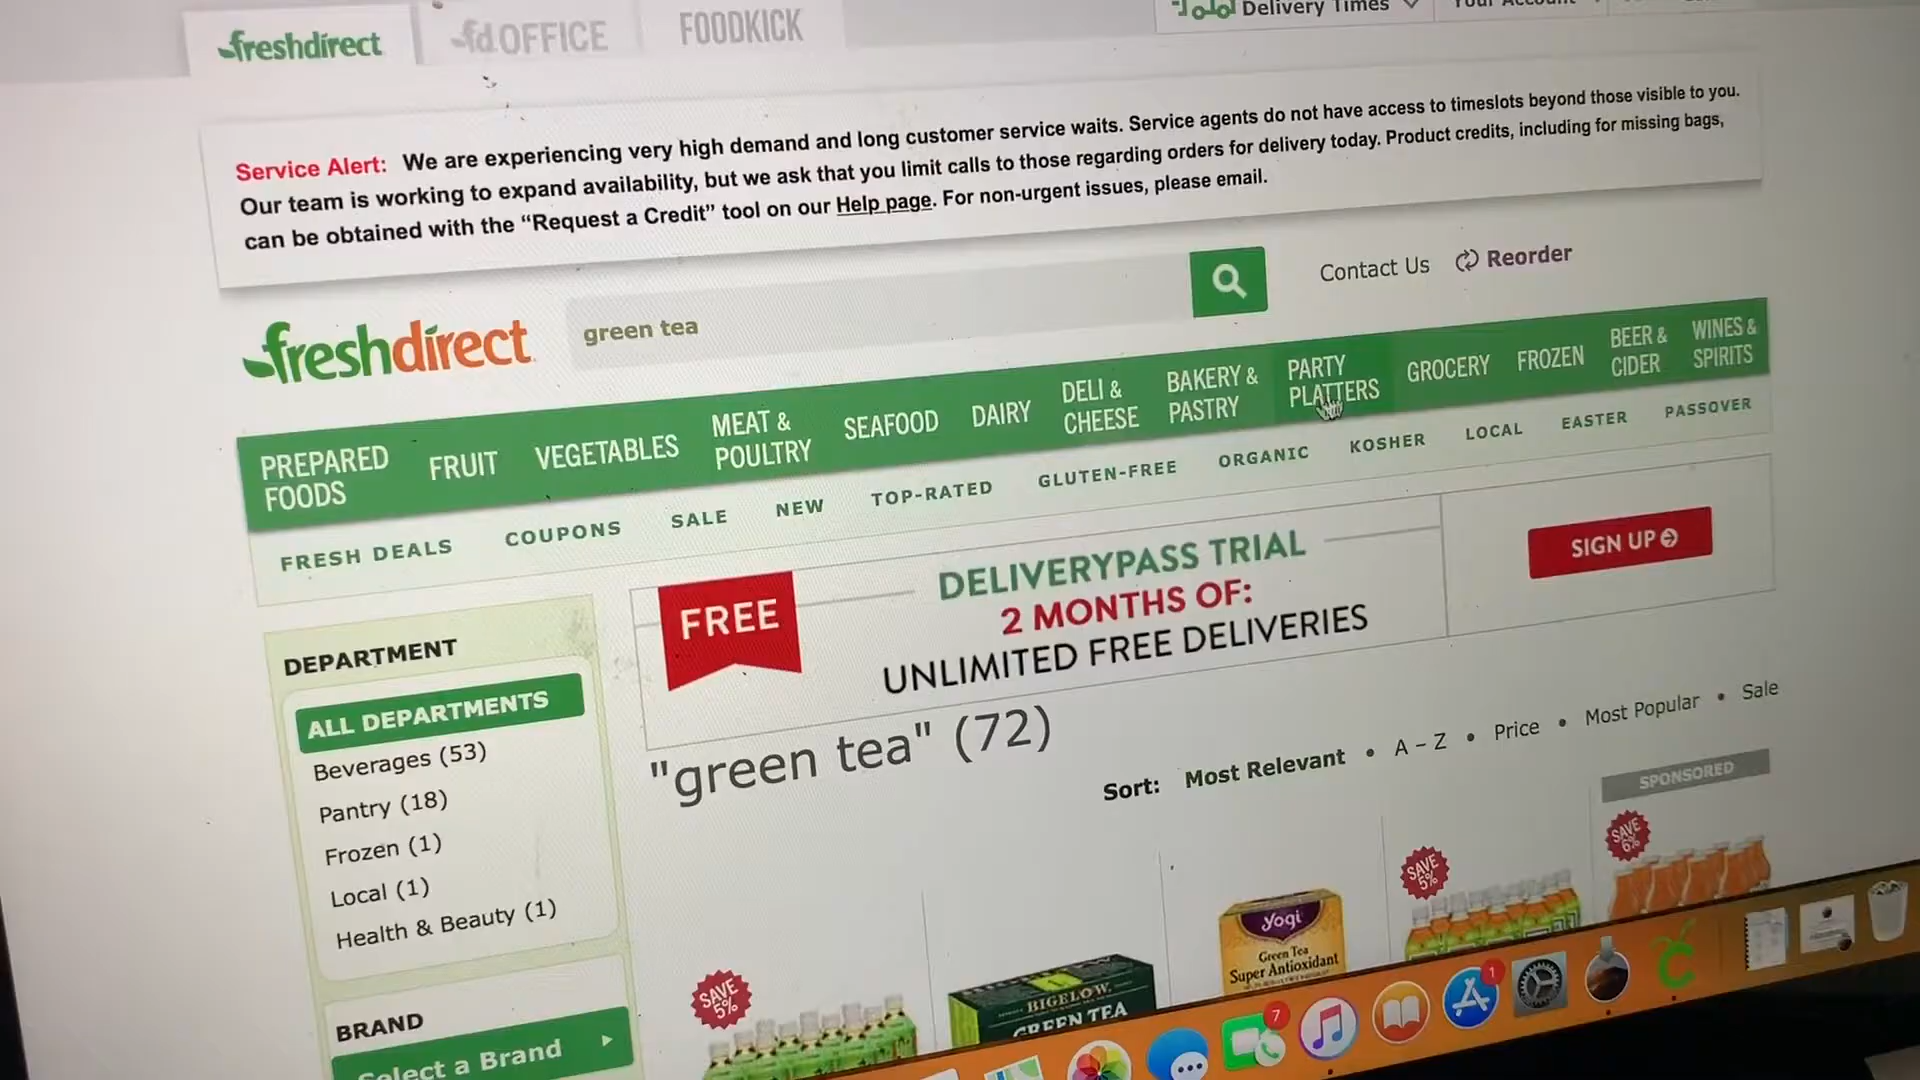 freshdirect
fd.OFFICE
FOODKICK
Delivery Times
Service Alert: We are experiencing very high demand and long customer service waits. Service agents do not have access to timeslots beyond those visible to you.
Our team is working to expand availability, but we ask that you limit calls to those regarding orders for delivery today. Product credits, including for missing bags,
can be obtained with the “Request a Credit” tool on our Help page. For non-urgent issues, please email.
freshdirect
green tea
Contact Us
Reorder
PREPARED
FOODS
FRUIT
VEGETABLES
MEAT &
POULTRY
SEAFOOD
DAIRY
DELI &
CHEESE
BAKERY &
PASTRY
PARTY
PLATTERS
GROCERY
FROZEN
BEER &
CIDER
WINES &
SPIRITS
FRESH DEALS
COUPONS
SALE
NEW
TOP-RATED
GLUTEN-FREE
ORGANIC
KOSHER
LOCAL
EASTER
PASSOVER
FREE
DELIVERYPASS TRIAL
2 MONTHS OF:
UNLIMITED FREE DELIVERIES
SIGN UP
DEPARTMENT
ALL DEPARTMENTS
Beverages (53)
Pantry (18)
Frozen (1)
Local (1)
Health & Beauty (1)
BRAND
Select a Brand
"green tea" (72)
Sort: Most Relevant • A – Z • Price • Most Popular • Sale
SPONSORED
SAVE
5%
BIGELOW
GREEN TEA
yogi
Green Tea
Super Antioxidant
SAVE
5%
SAVE
6%
7
1